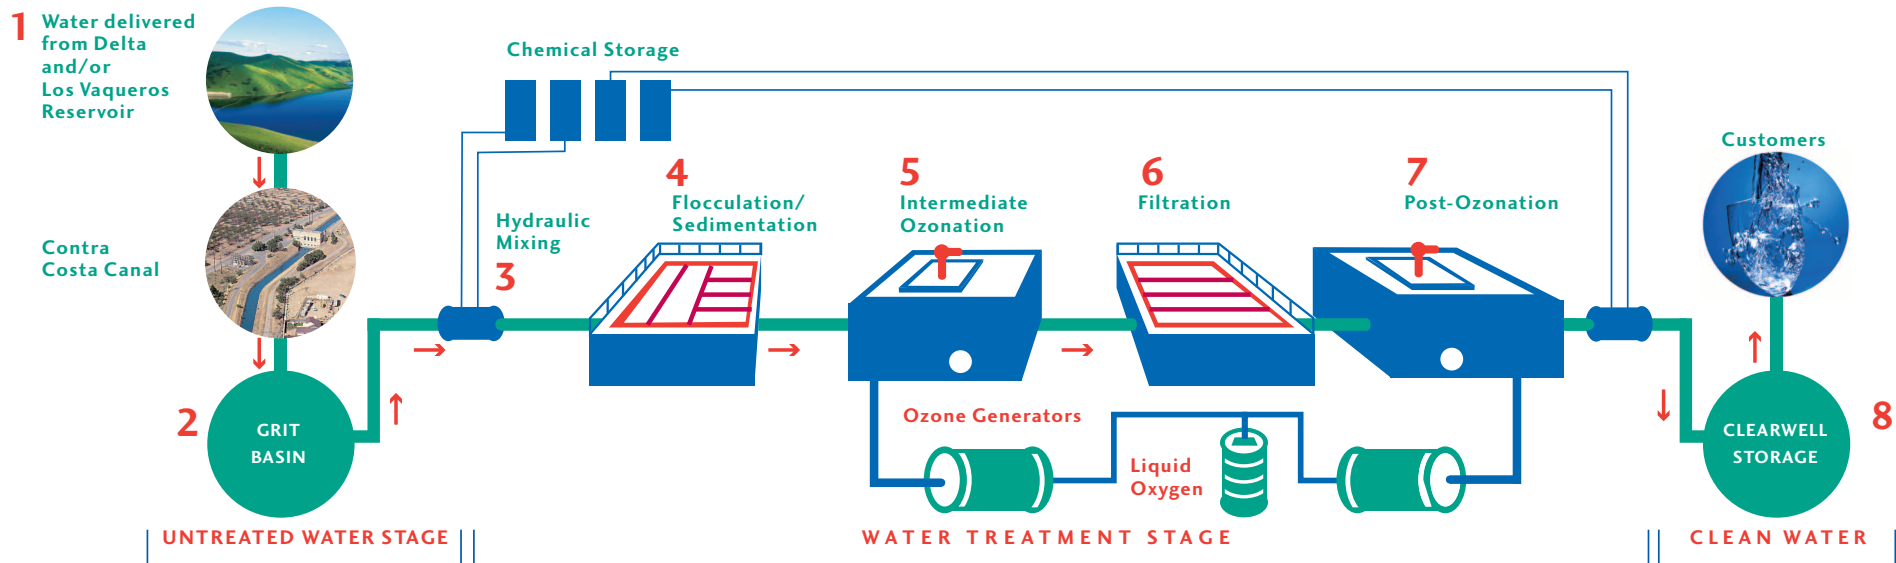 1
Water delivered
from Delta
and/or
Los Vaqueros
Reservoir
Contra
Costa Canal
2
GRIT
BASIN
Chemical Storage
Hydraulic
Mixing
3
4
Flocculation/
Sedimentation
5
Intermediate
Ozonation
6
Filtration
7
Post-Ozonation
Ozone Generators
Liquid
Oxygen
Customers
8
CLEARWELL
STORAGE
UNTREATED WATER STAGE
WATER TREATMENT STAGE
CLEAN WATER